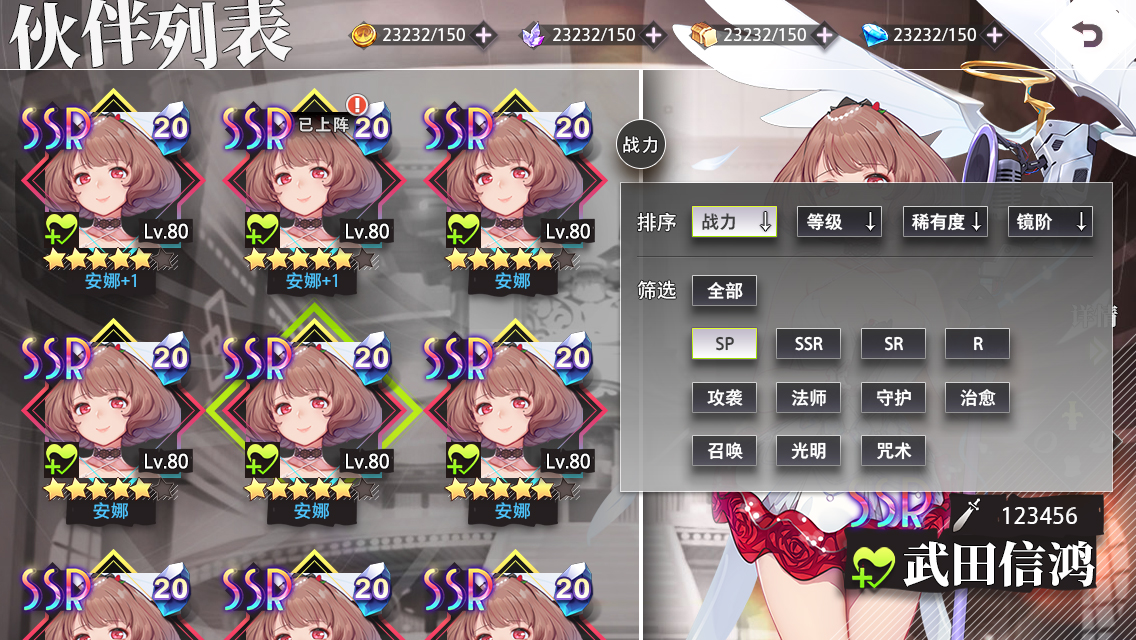 伙伴列表
23232/150
23232/150
23232/150
23232/150
SSR 20
SSR 已上阵 20
SSR 20
Lv.80
Lv.80
Lv.80
安娜+1
安娜+1
安娜
SSR 20
SSR 20
SSR 20
Lv.80
Lv.80
Lv.80
安娜
安娜
安娜
SSR 20
SSR 20
SSR 20
战力
排序 战力 等级 稀有度 镜阶
筛选 全部
SP SSR SR R
攻袭 法师 守护 治愈
召唤 光明 咒术
详情
SSR 123456
武田信鸿